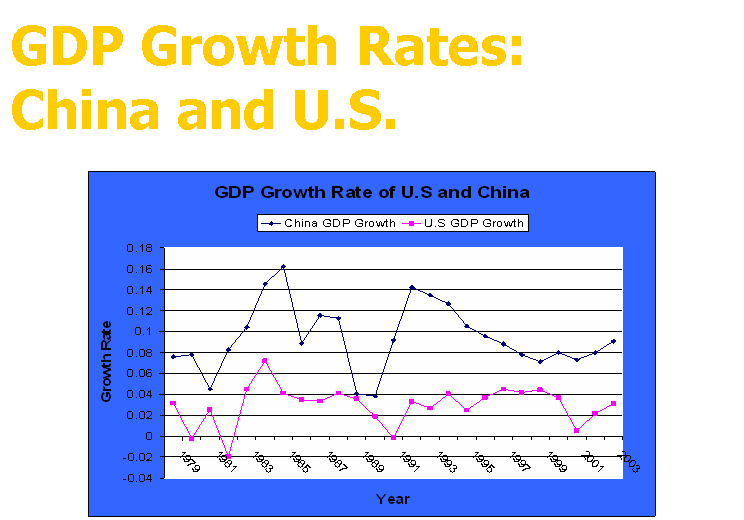 GDP Growth Rates:
China and U.S.
GDP Growth Rate of U.S and China
China GDP Growth U.S GDP Growth
0.18
0.16
0.14
0.12
0.1
0.08
0.06
0.04
0.02
0
-0.02
-0.04
Growth Rate
1979 1981 1983 1985 1987 1989 1991 1993 1995 1997 1999 2001 2003
Year